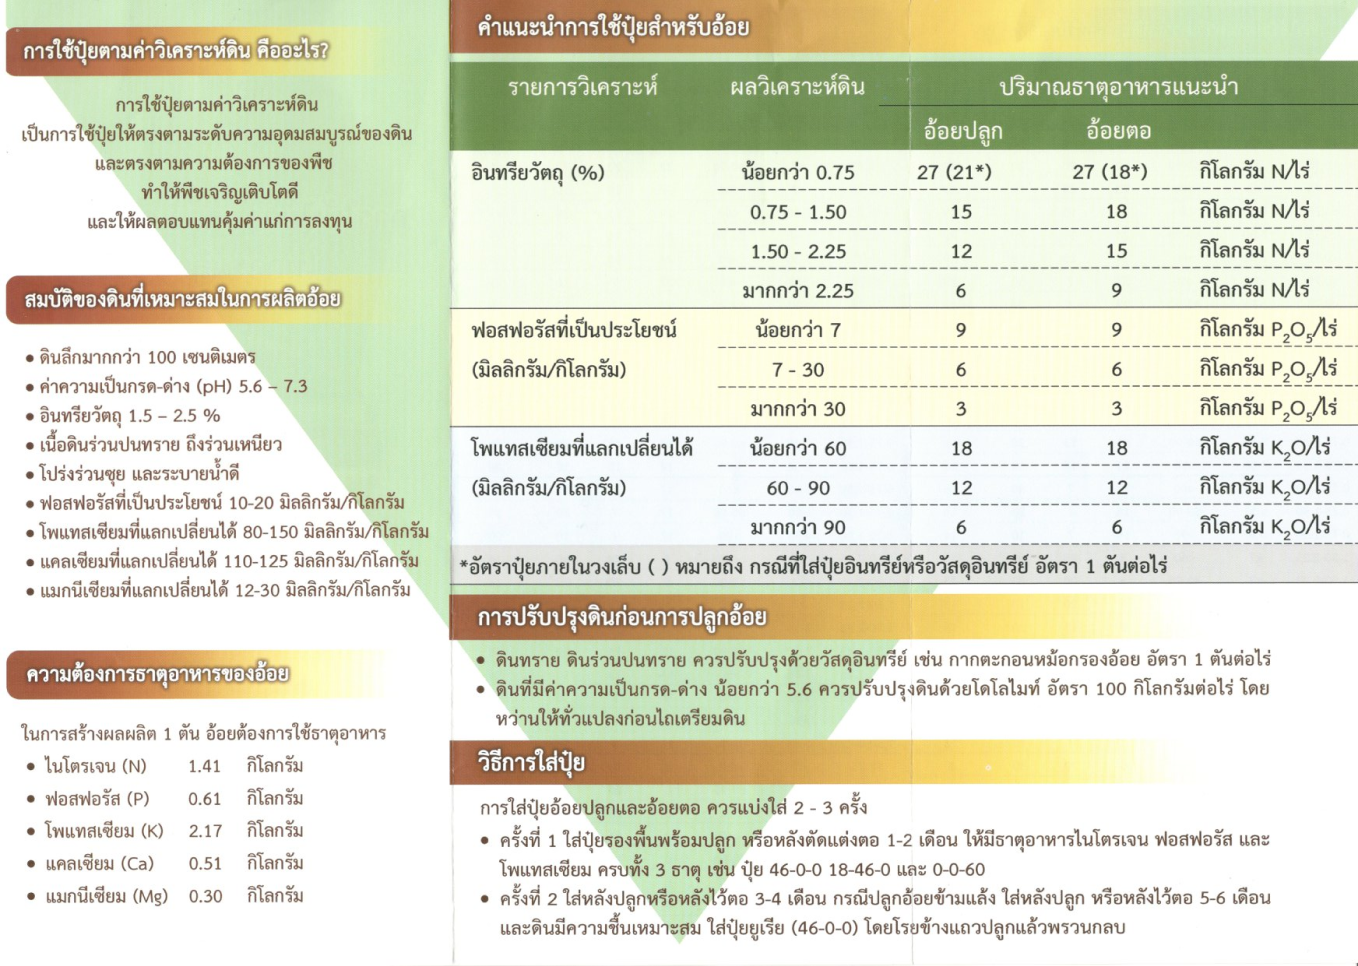 การใช้ปุ๋ยตามค่าวิเคราะห์ดิน คืออะไร?
การใช้ปุ๋ยตามค่าวิเคราะห์ดิน
เป็นการใช้ปุ๋ยให้ตรงตามระดับความอุดมสมบูรณ์ของดิน
และตรงตามความต้องการของพืช
ทำให้พืชเจริญเติบโตดี
และให้ผลตอบแทนคุ้มค่าแก่การลงทุน
สมบัติของดินที่เหมาะสมในการผลิตอ้อย
● ดินลึกมากกว่า 100 เซนติเมตร
● ค่าความเป็นกรด-ด่าง (pH) 5.6 – 7.3
● อินทรียวัตถุ 1.5 – 2.5 %
● เนื้อดินร่วนปนทราย ถึงร่วนเหนียว
● โปร่งร่วนซุย และระบายน้ำดี
● ฟอสฟอรัสที่เป็นประโยชน์ 10-20 มิลลิกรัม/กิโลกรัม
● โพแทสเซียมที่แลกเปลี่ยนได้ 80-150 มิลลิกรัม/กิโลกรัม
● แคลเซียมที่แลกเปลี่ยนได้ 110-125 มิลลิกรัม/กิโลกรัม
● แมกนีเซียมที่แลกเปลี่ยนได้ 12-30 มิลลิกรัม/กิโลกรัม
ความต้องการธาตุอาหารของอ้อย
ในการสร้างผลผลิต 1 ตัน อ้อยต้องการใช้ธาตุอาหาร
● ไนโตรเจน (N) 1.41 กิโลกรัม
● ฟอสฟอรัส (P) 0.61 กิโลกรัม
● โพแทสเซียม (K) 2.17 กิโลกรัม
● แคลเซียม (Ca) 0.51 กิโลกรัม
● แมกนีเซียม (Mg) 0.30 กิโลกรัม
คำแนะนำการใช้ปุ๋ยสำหรับอ้อย
รายการวิเคราะห์ ผลวิเคราะห์ดิน ปริมาณธาตุอาหารแนะนำ
อ้อยปลูก อ้อยตอ
อินทรียวัตถุ (%) น้อยกว่า 0.75 27 (21*) 27 (18*) กิโลกรัม N/ไร่
0.75 - 1.50 15 18 กิโลกรัม N/ไร่
1.50 - 2.25 12 15 กิโลกรัม N/ไร่
มากกว่า 2.25 6 9 กิโลกรัม N/ไร่
ฟอสฟอรัสที่เป็นประโยชน์ น้อยกว่า 7 9 9 กิโลกรัม P₂O₅/ไร่
(มิลลิกรัม/กิโลกรัม) 7 - 30 6 6 กิโลกรัม P₂O₅/ไร่
มากกว่า 30 3 3 กิโลกรัม P₂O₅/ไร่
โพแทสเซียมที่แลกเปลี่ยนได้ น้อยกว่า 60 18 18 กิโลกรัม K₂O/ไร่
(มิลลิกรัม/กิโลกรัม) 60 - 90 12 12 กิโลกรัม K₂O/ไร่
มากกว่า 90 6 6 กิโลกรัม K₂O/ไร่
*อัตราปุ๋ยภายในวงเล็บ ( ) หมายถึง กรณีที่ใส่ปุ๋ยอินทรีย์หรือวัสดุอินทรีย์ อัตรา 1 ตันต่อไร่
การปรับปรุงดินก่อนการปลูกอ้อย
● ดินทราย ดินร่วนปนทราย ควรปรับปรุงด้วยวัสดุอินทรีย์ เช่น กากตะกอนหม้อกรองอ้อย อัตรา 1 ตันต่อไร่
● ดินที่มีค่าความเป็นกรด-ด่าง น้อยกว่า 5.6 ควรปรับปรุงดินด้วยโดโลไมท์ อัตรา 100 กิโลกรัมต่อไร่ โดย
หว่านให้ทั่วแปลงก่อนไถเตรียมดิน
วิธีการใส่ปุ๋ย
การใส่ปุ๋ยอ้อยปลูกและอ้อยตอ ควรแบ่งใส่ 2 - 3 ครั้ง
● ครั้งที่ 1 ใส่ปุ๋ยรองพื้นพร้อมปลูก หรือหลังตัดแต่งตอ 1-2 เดือน ให้มีธาตุอาหารไนโตรเจน ฟอสฟอรัส และ
โพแทสเซียม ครบทั้ง 3 ธาตุ เช่น ปุ๋ย 46-0-0 18-46-0 และ 0-0-60
● ครั้งที่ 2 ใส่หลังปลูกหรือหลังไว้ตอ 3-4 เดือน กรณีปลูกอ้อยข้ามแล้ง ใส่หลังปลูก หรือหลังไว้ตอ 5-6 เดือน
และดินมีความชื้นเหมาะสม ใส่ปุ๋ยยูเรีย (46-0-0) โดยโรยข้างแถวปลูกแล้วพรวนกลบ